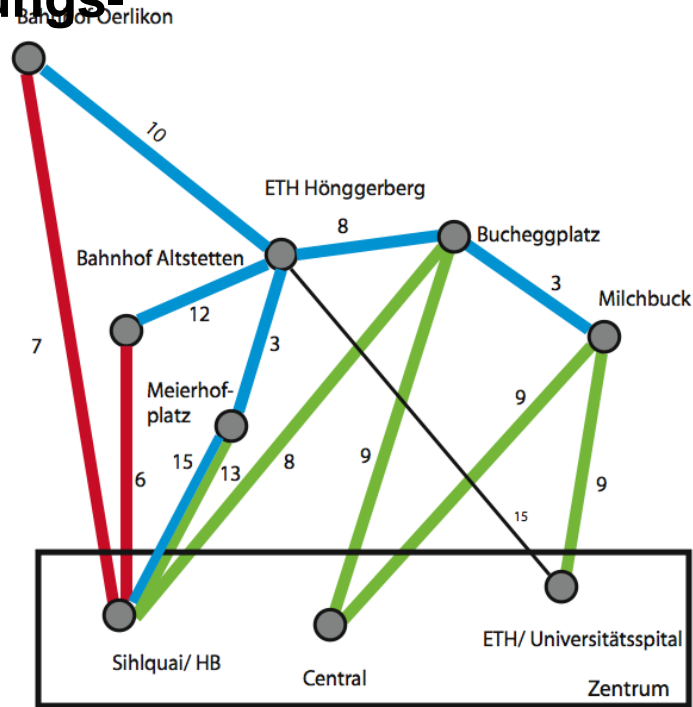 ungs-
Bahnhof Oerlikon
10
ETH Hönggerberg
8
Bucheggplatz
Bahnhof Altstetten
3
12
Milchbuck
7
3
Meierhof-
platz
9
15
13
8
9
6
9
15
ETH/ Universitätsspital
Sihlquai/ HB
Central
Zentrum